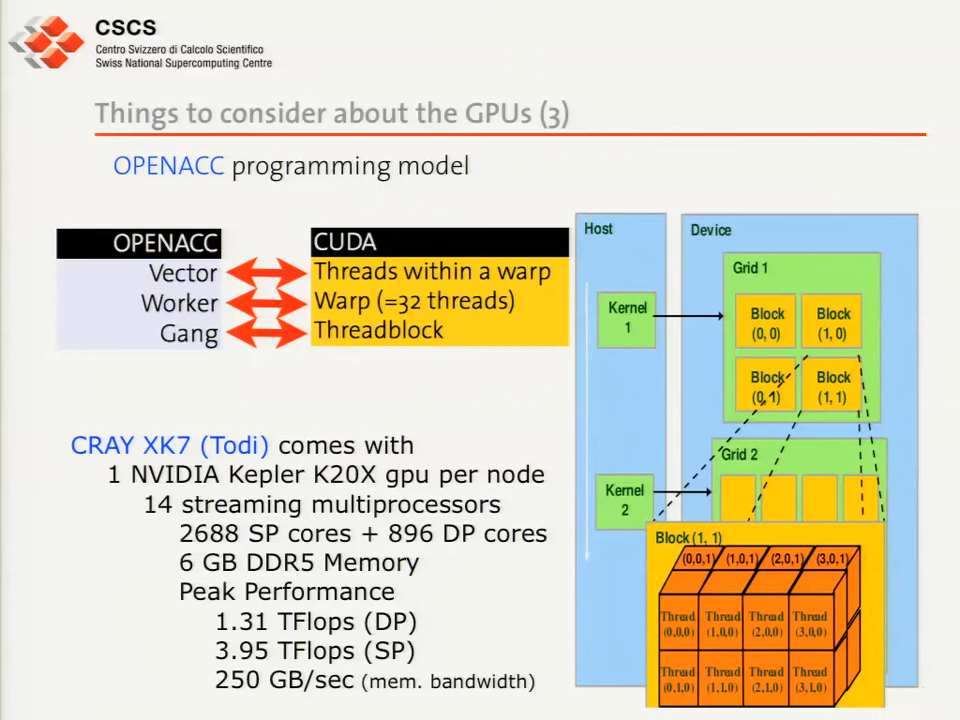 CSCS
Centro Svizzero di Calcolo Scientifico
Swiss National Supercomputing Centre
Things to consider about the GPUs (3)
OPENACC programming model
OPENACC
Vector
Worker
Gang
CUDA
Threads within a warp
Warp (=32 threads)
Threadblock
CRAY XK7 (Todi) comes with
1 NVIDIA Kepler K20X gpu per node
14 streaming multiprocessors
2688 SP cores + 896 DP cores
6 GB DDR5 Memory
Peak Performance
1.31 TFlops (DP)
3.95 TFlops (SP)
250 GB/sec (mem. bandwidth)
Host
Device
Grid 1
Kernel
1
Block
(0, 0)
Block
(1, 0)
Block
(0, 1)
Block
(1, 1)
Grid 2
Kernel
2
Block (1, 1)
(0,0,1) (1,0,1) (2,0,1) (3,0,1)
Thread
(0,0,0)
Thread
(1,0,0)
Thread
(2,0,0)
Thread
(3,0,0)
Thread
(0,1,0)
Thread
(1,1,0)
Thread
(2,1,0)
Thread
(3,1,0)